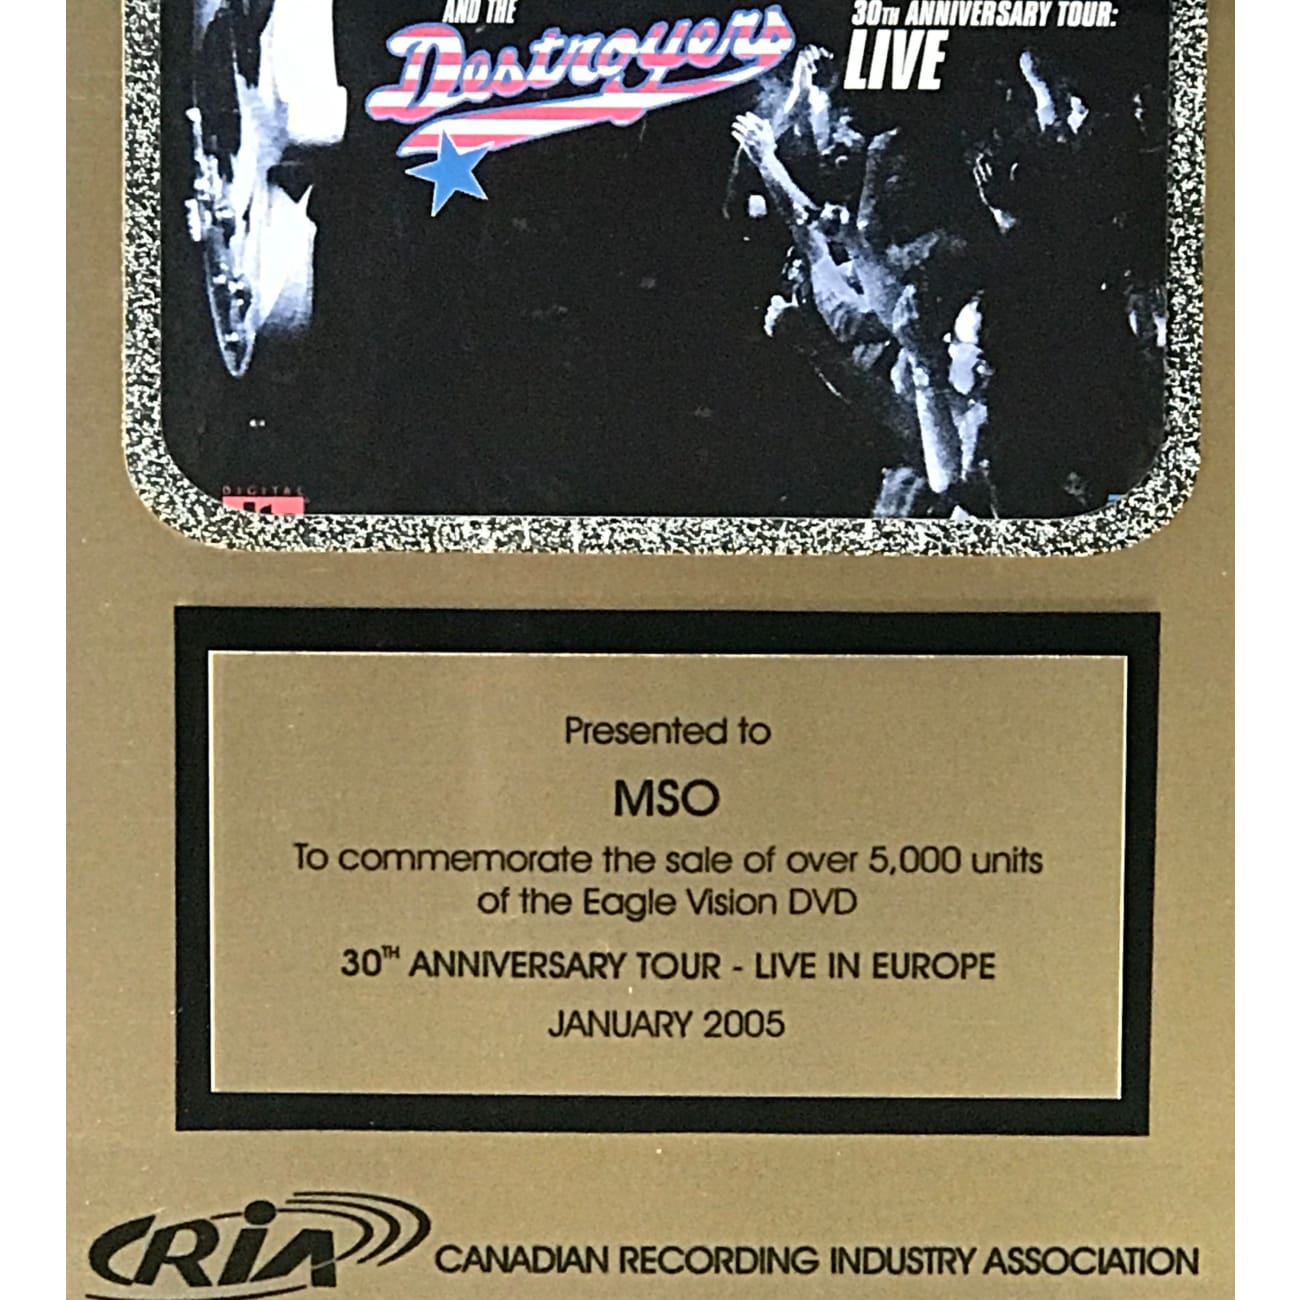 AND THE
Destroyers
30TH ANNIVERSARY TOUR:
LIVE
DIGITAL
Presented to
MSO
To commemorate the sale of over 5,000 units
of the Eagle Vision DVD
30TH ANNIVERSARY TOUR - LIVE IN EUROPE
JANUARY 2005
CRIA CANADIAN RECORDING INDUSTRY ASSOCIATION